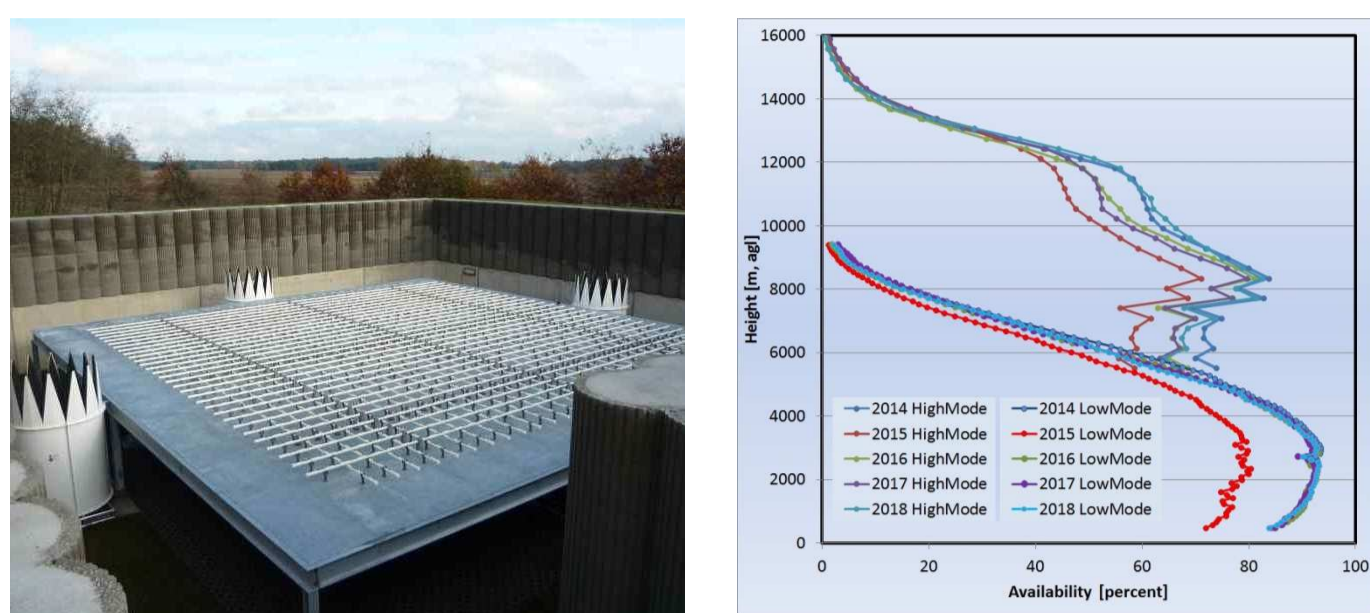 16000
14000
12000
10000
8000
6000
4000
2000
0
Height [m, agl]
2014 HighMode
2014 LowMode
2015 HighMode
2015 LowMode
2016 HighMode
2016 LowMode
2017 HighMode
2017 LowMode
2018 HighMode
2018 LowMode
0 20 40 60 80 100
Availability [percent]